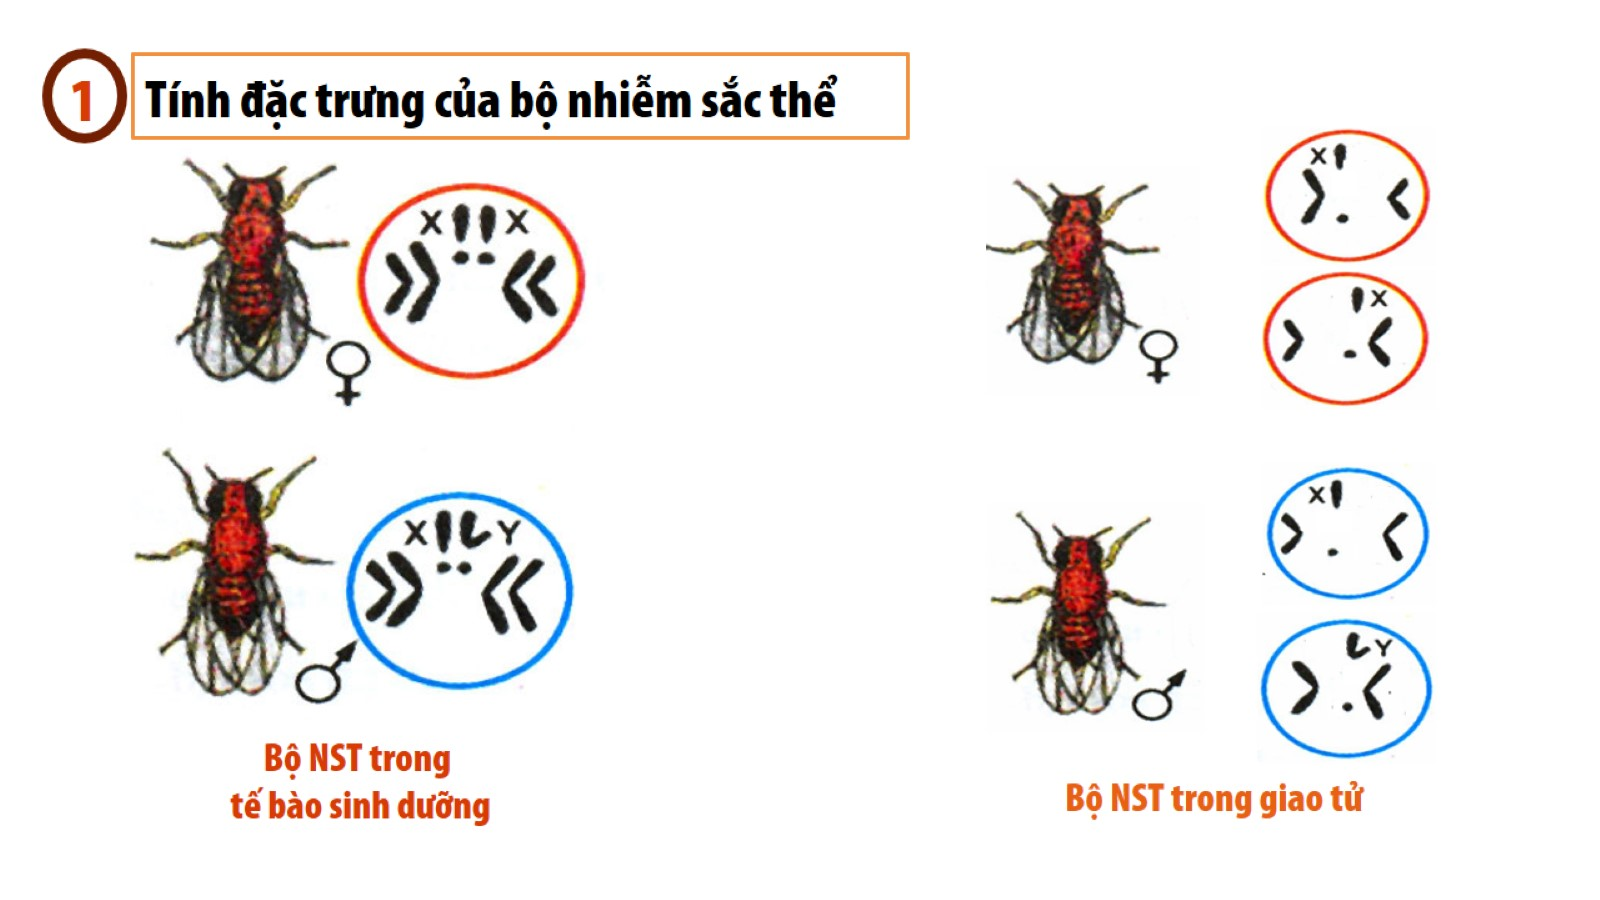 1
Tính đặc trưng của bộ nhiễm sắc thể
X X
X Y
Bộ NST trong
tế bào sinh dưỡng
X
X
X
Y
Bộ NST trong giao tử